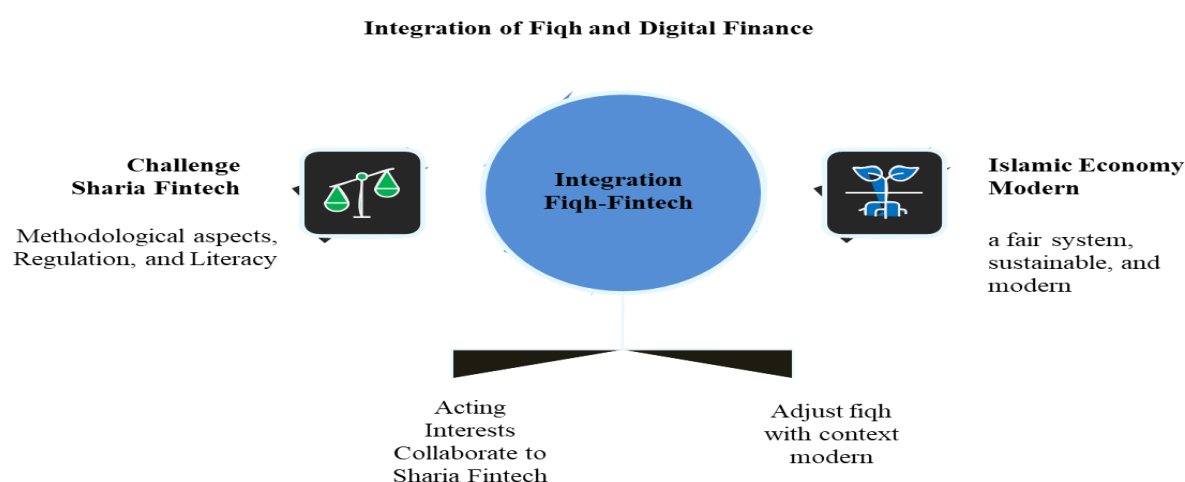 Integration of Fiqh and Digital Finance
Challenge
Sharia Fintech
Methodological aspects,
Regulation, and Literacy
Integration
Fiqh-Fintech
Islamic Economy
Modern
a fair system,
sustainable, and
modern
Acting
Interests
Collaborate to
Sharia Fintech
Adjust fiqh
with context
modern